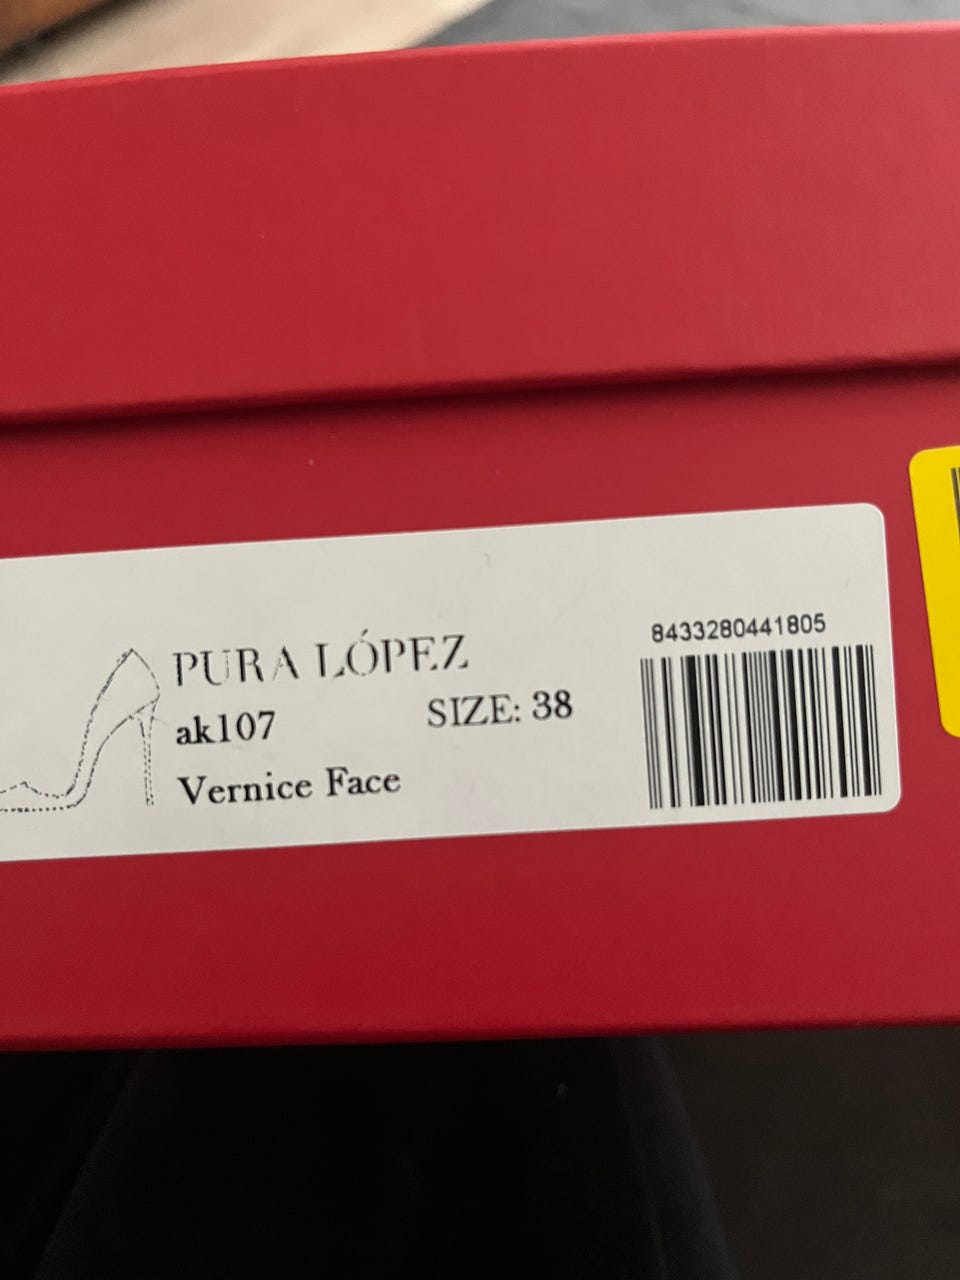 PURA LÓPEZ
ak107
SIZE: 38
Vernice Face
8433280441805